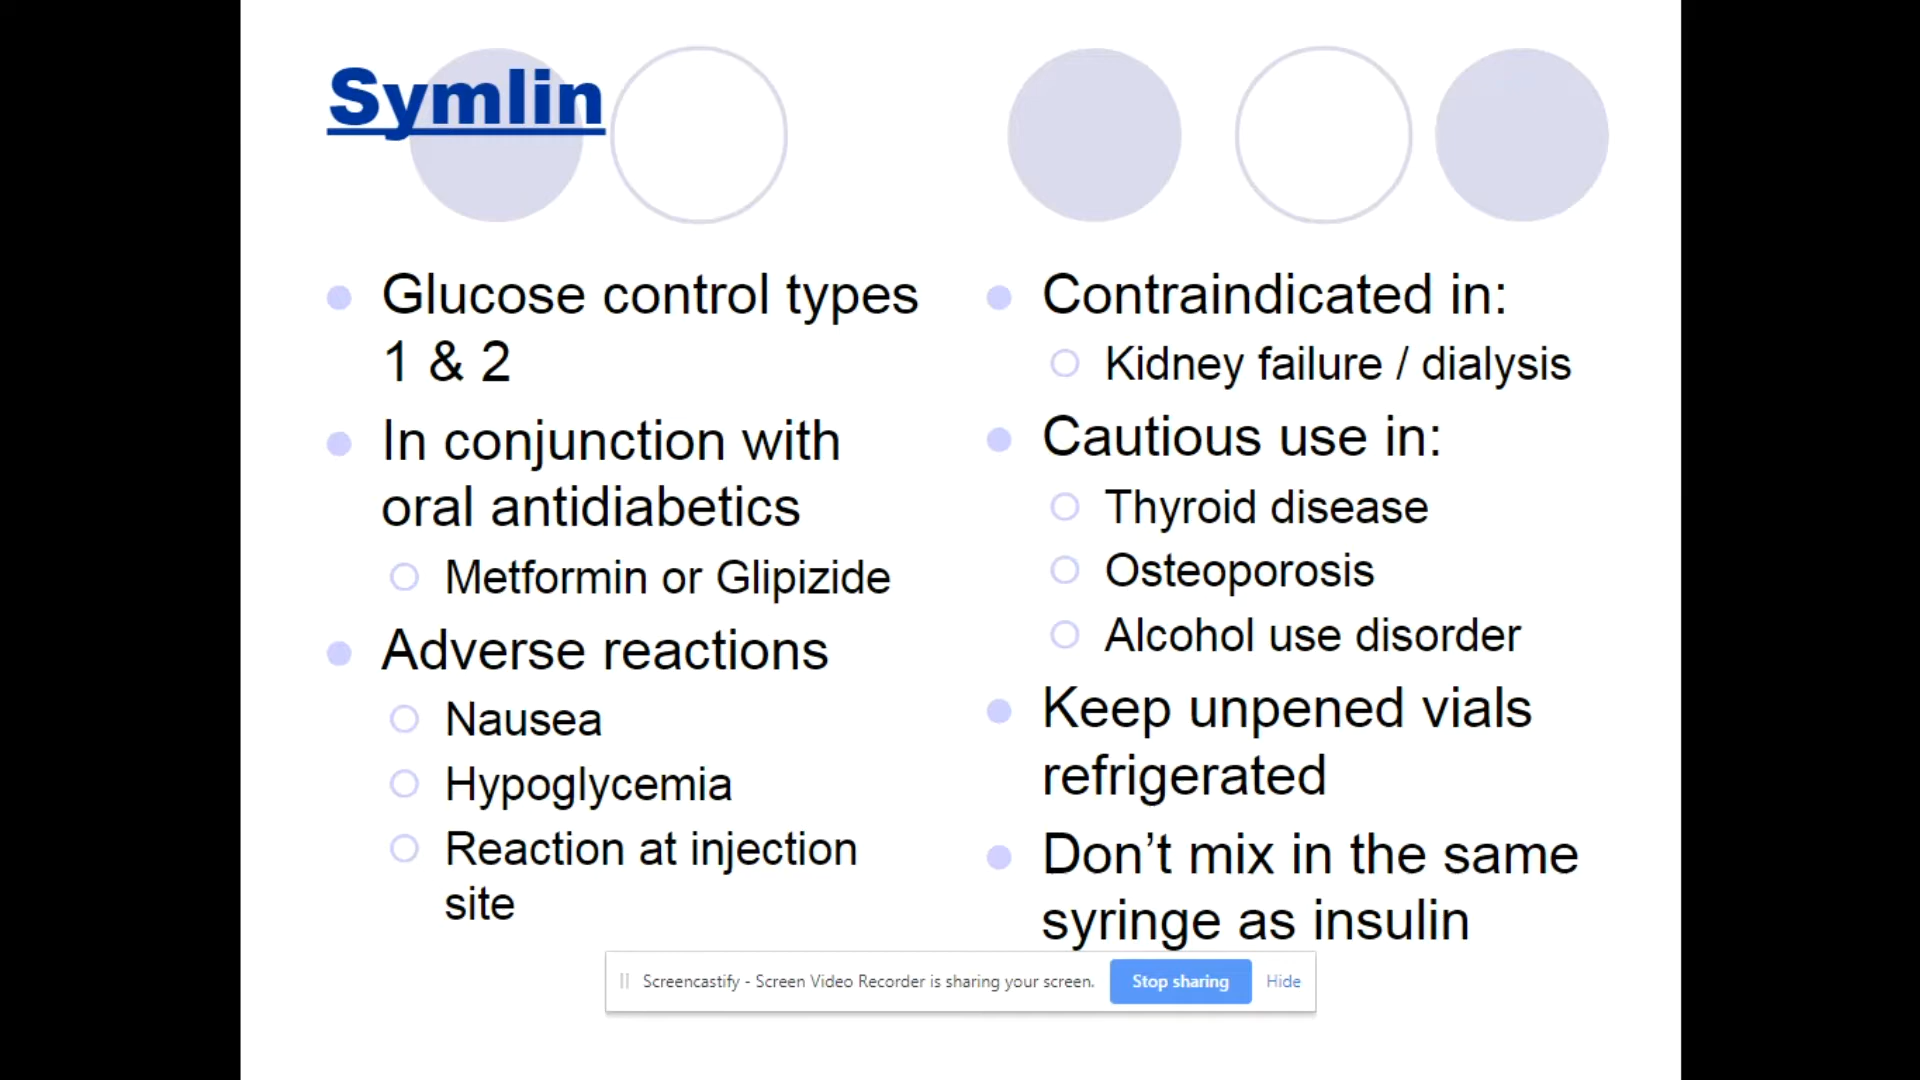 Symlin
Glucose control types
1 & 2
In conjunction with
oral antidiabetics
Metformin or Glipizide
Adverse reactions
Nausea
Hypoglycemia
Reaction at injection
site
Contraindicated in:
Kidney failure / dialysis
Cautious use in:
Thyroid disease
Osteoporosis
Alcohol use disorder
Keep unpened vials
refrigerated
Don’t mix in the same
syringe as insulin
Screencastify - Screen Video Recorder is sharing your screen. Stop sharing Hide